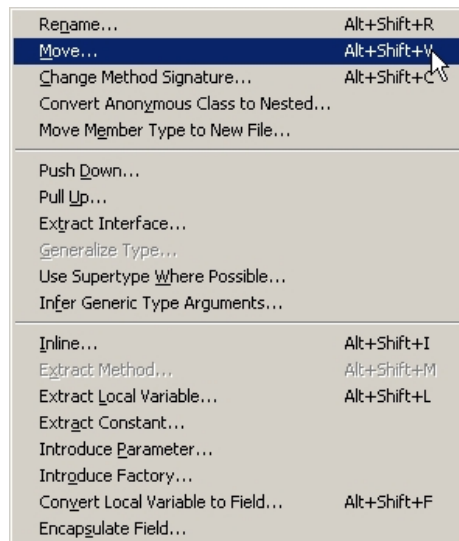 Rename... Alt+Shift+R
Move... Alt+Shift+V
Change Method Signature... Alt+Shift+C
Convert Anonymous Class to Nested...
Move Member Type to New File...
Push Down...
Pull Up...
Extract Interface...
Generalize Type...
Use Supertype Where Possible...
Infer Generic Type Arguments...
Inline... Alt+Shift+I
Extract Method... Alt+Shift+M
Extract Local Variable... Alt+Shift+L
Extract Constant...
Introduce Parameter...
Introduce Factory...
Convert Local Variable to Field... Alt+Shift+F
Encapsulate Field...